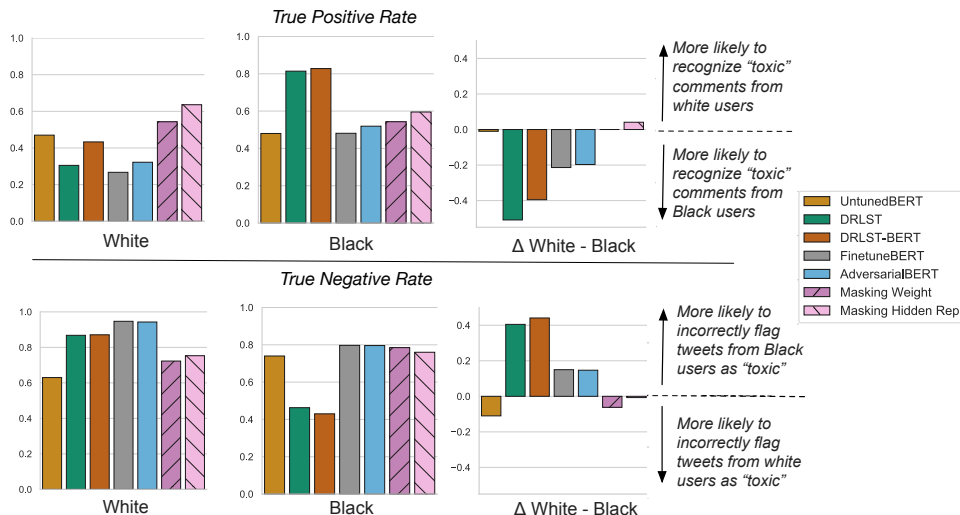 True Positive Rate
1.0
0.8
0.6
0.4
0.2
0.0
White
1.0
0.8
0.6
0.4
0.2
0.0
Black
0.4
0.2
0.0
−0.2
−0.4
Δ White - Black
More likely to
recognize “toxic”
comments from
white users
More likely to
recognize “toxic”
comments from
Black users
UntunedBERT
DRLST
DRLST-BERT
FinetuneBERT
AdversarialBERT
Masking Weight
Masking Hidden Rep
True Negative Rate
1.0
0.8
0.6
0.4
0.2
0.0
White
1.0
0.8
0.6
0.4
0.2
0.0
Black
0.4
0.2
0.0
−0.2
−0.4
Δ White - Black
More likely to
incorrectly flag
tweets from Black
users as “toxic”
More likely to
incorrectly flag
tweets from white
users as “toxic”